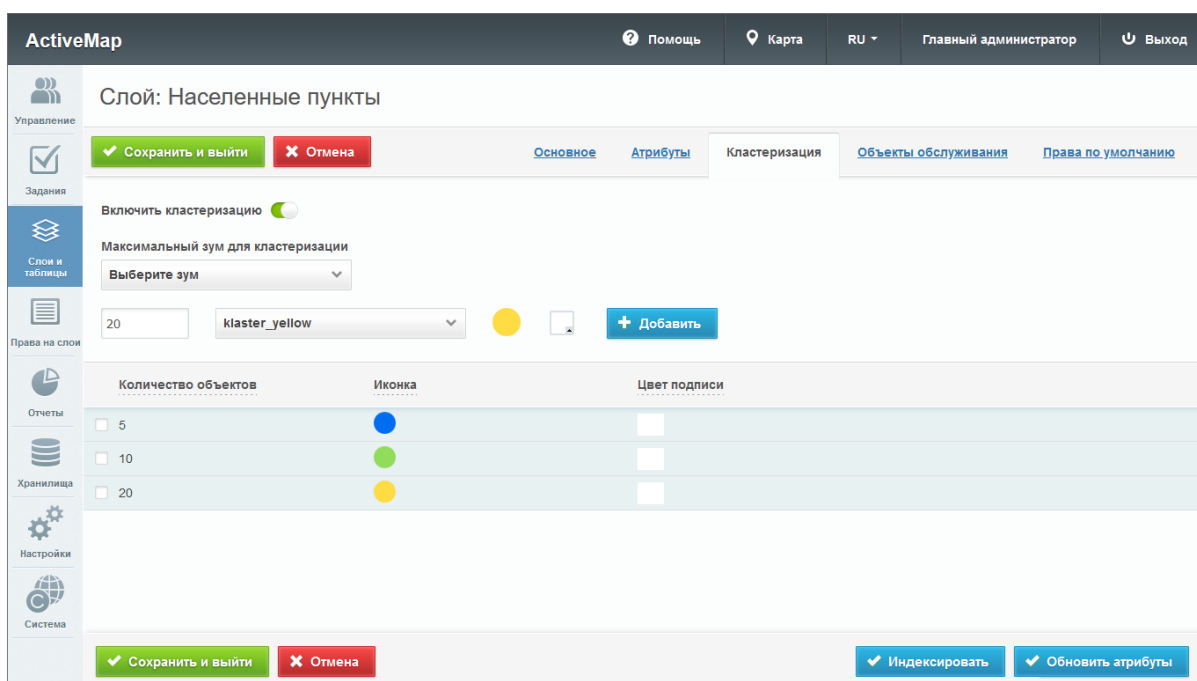 ActiveMap
Помощь
Карта
RU
Главный администратор
Выход
Управление
Задания
Слои и
таблицы
Права на слои
Отчеты
Хранилища
Настройки
Система
Слой: Населенные пункты
Сохранить и выйти
Отмена
Основное
Атрибуты
Кластеризация
Объекты обслуживания
Права по умолчанию
Включить кластеризацию
Максимальный зум для кластеризации
Выберите зум
20
klaster_yellow
Добавить
Количество объектов
Иконка
Цвет подписи
5
10
20
Сохранить и выйти
Отмена
Индексировать
Обновить атрибуты